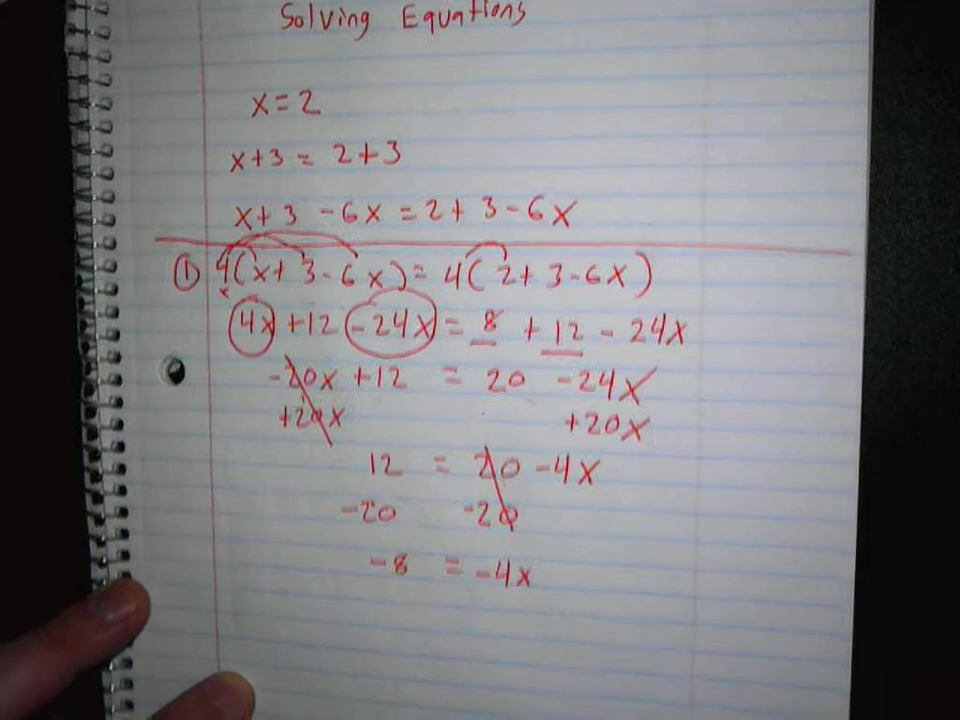 Solving Equations
x = 2
x + 3 = 2 + 3
x + 3 - 6x = 2 + 3 - 6x
① 4(x + 3 - 6x) = 4(2 + 3 - 6x)
4x + 12 - 24x = 8 + 12 - 24x
-20x + 12 = 20 - 24x
+20x +20x
12 = 20 - 4x
-20 -20
-8 = -4x